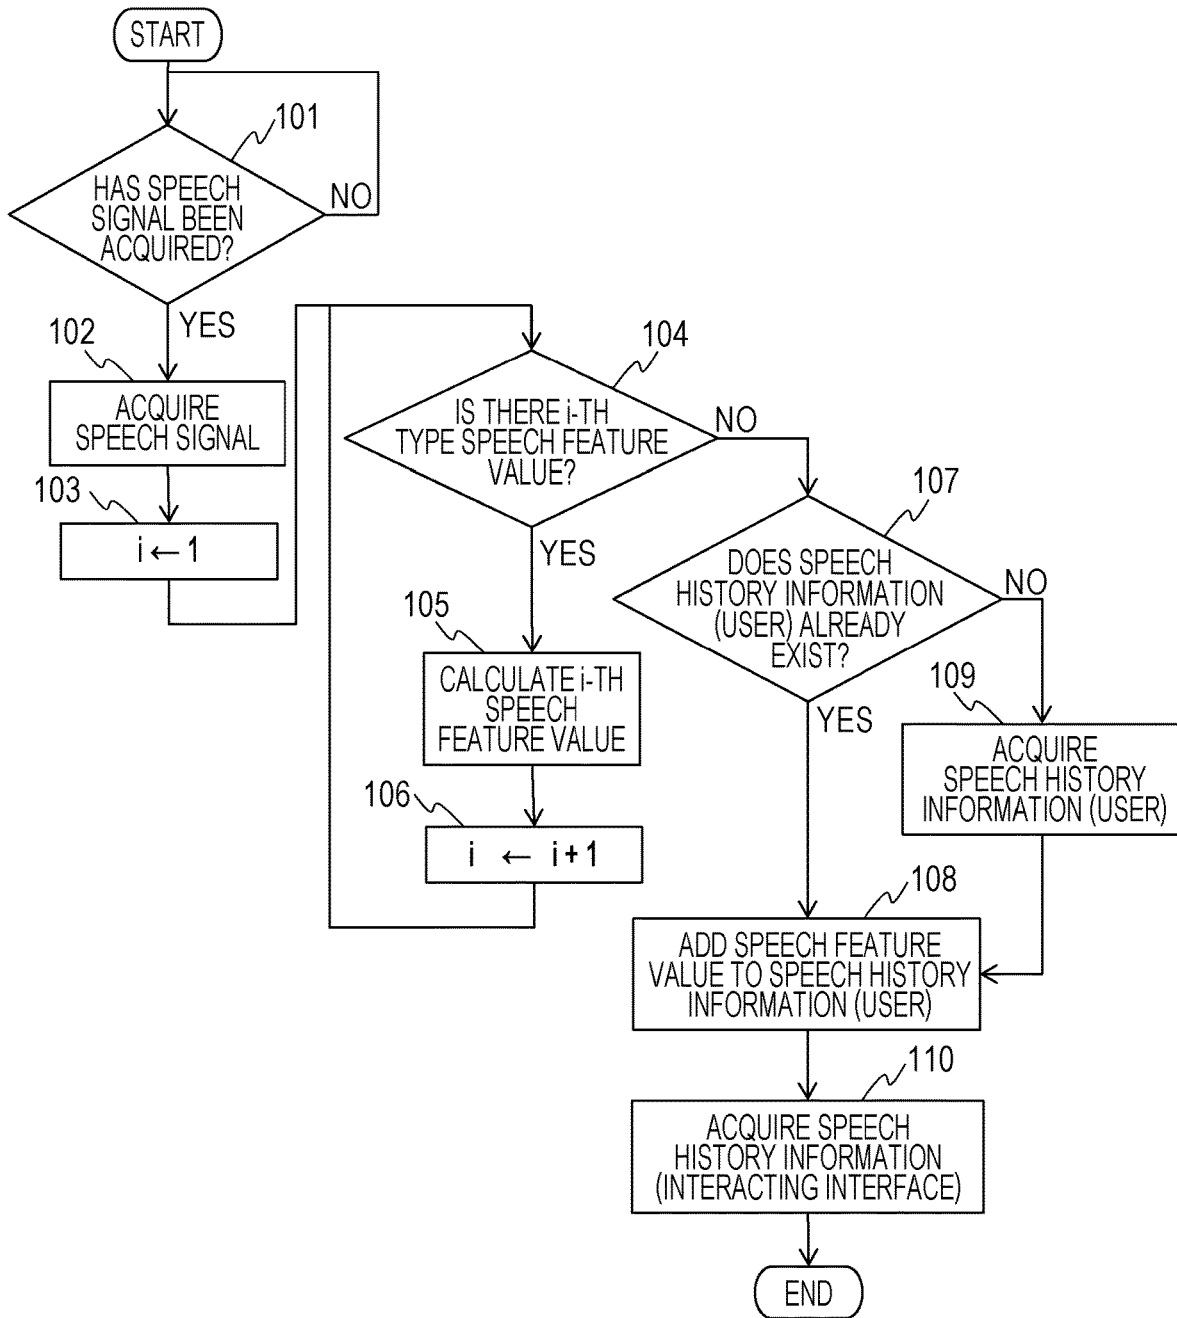 START
101
HAS SPEECH
SIGNAL BEEN
ACQUIRED?
NO
YES
102
ACQUIRE
SPEECH SIGNAL
103
i ← 1
104
IS THERE i-TH
TYPE SPEECH FEATURE
VALUE?
NO
YES
105
CALCULATE i-TH
SPEECH
FEATURE VALUE
106
i ← i + 1
107
DOES SPEECH
HISTORY INFORMATION
(USER) ALREADY
EXIST?
NO
YES
109
ACQUIRE
SPEECH HISTORY
INFORMATION (USER)
108
ADD SPEECH FEATURE
VALUE TO SPEECH HISTORY
INFORMATION (USER)
110
ACQUIRE SPEECH
HISTORY INFORMATION
(INTERACTING INTERFACE)
END